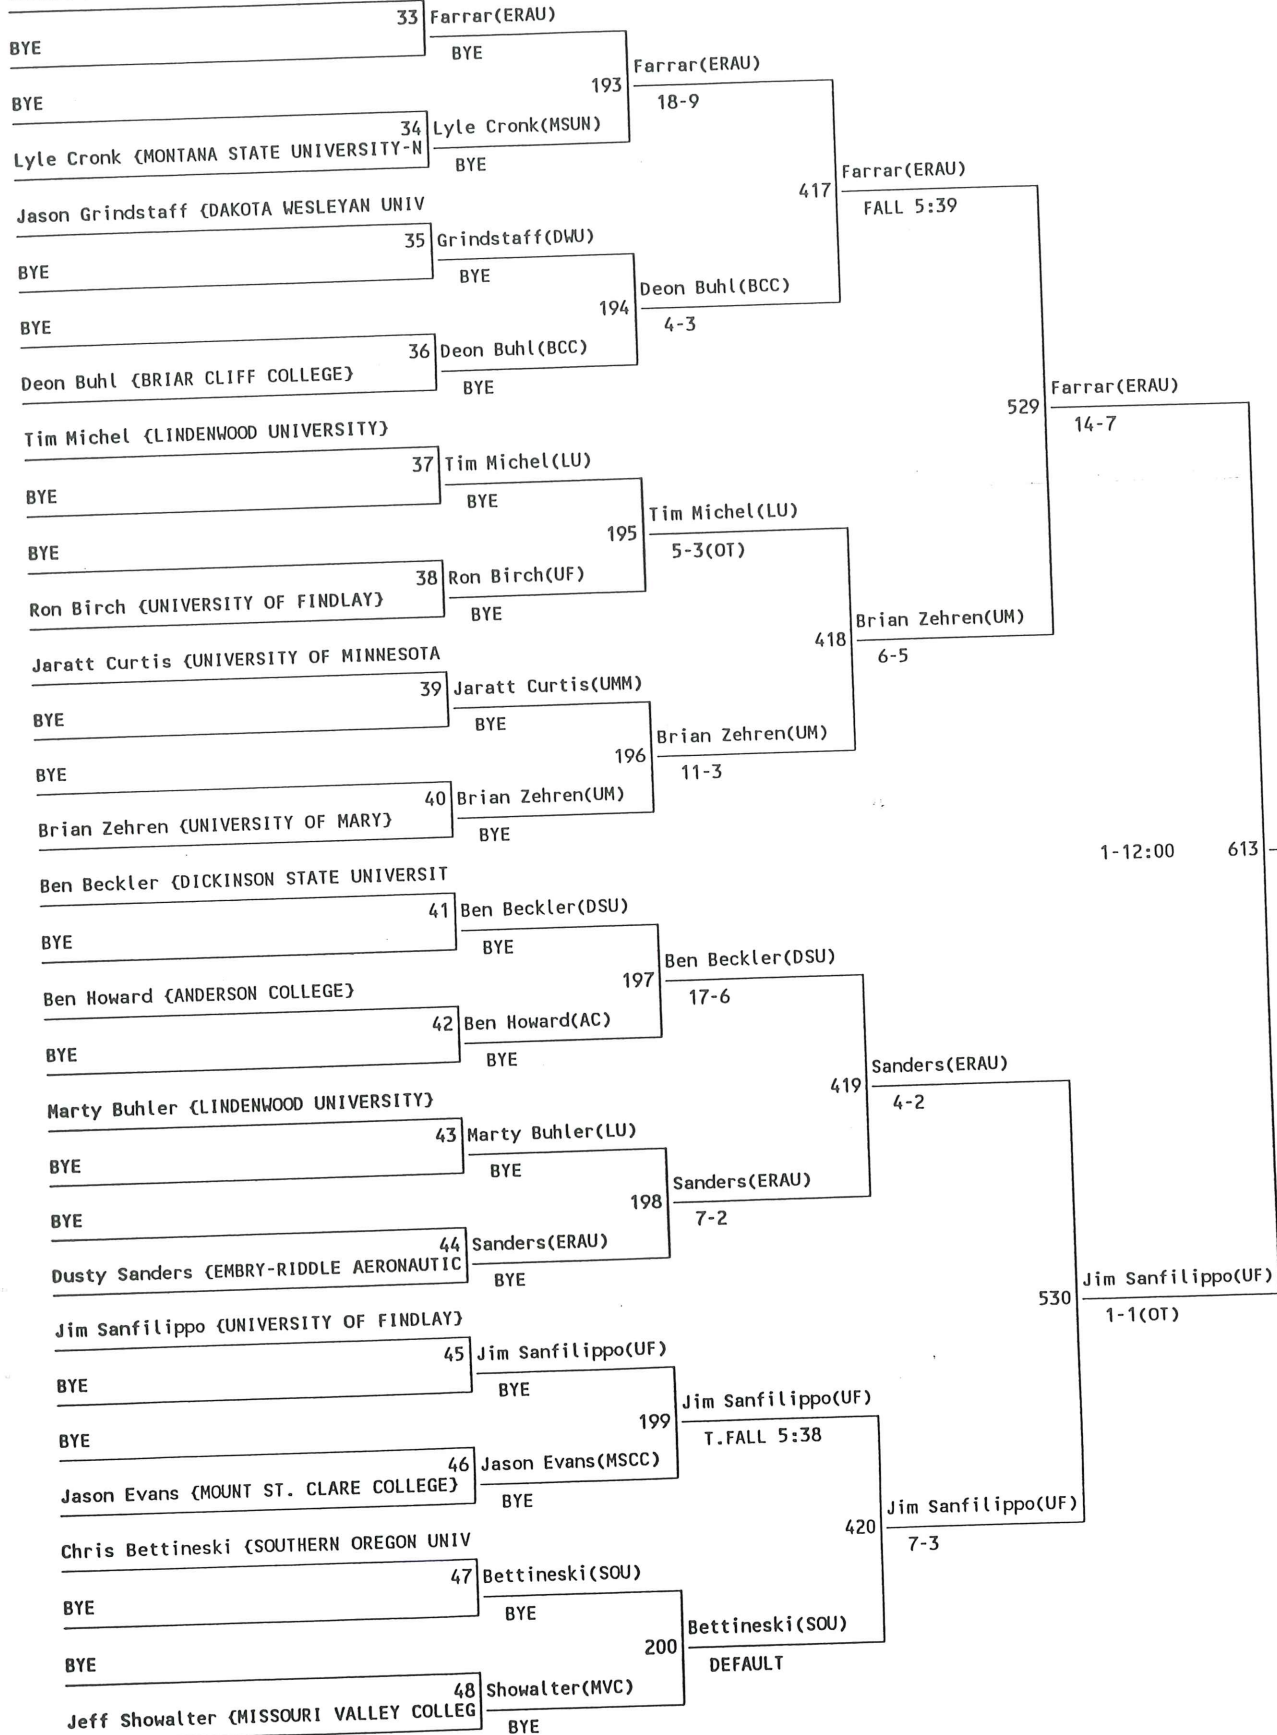 33 Farrar(ERAU)
BYE
BYE
193 Farrar(ERAU)
18-9
BYE
34 Lyle Cronk(MSUN)
Lyle Cronk {MONTANA STATE UNIVERSITY-N
BYE
417 Farrar(ERAU)
FALL 5:39
Jason Grindstaff {DAKOTA WESLEYAN UNIV
35 Grindstaff(DWU)
BYE
BYE
194 Deon Buhl(BCC)
4-3
BYE
36 Deon Buhl(BCC)
Deon Buhl {BRIAR CLIFF COLLEGE}
BYE
529 Farrar(ERAU)
14-7
Tim Michel {LINDENWOOD UNIVERSITY}
37 Tim Michel(LU)
BYE
BYE
195 Tim Michel(LU)
5-3(OT)
BYE
38 Ron Birch(UF)
Ron Birch {UNIVERSITY OF FINDLAY}
BYE
418 Brian Zehren(UM)
6-5
Jaratt Curtis {UNIVERSITY OF MINNESOTA
39 Jaratt Curtis(UMM)
BYE
BYE
196 Brian Zehren(UM)
11-3
BYE
40 Brian Zehren(UM)
Brian Zehren {UNIVERSITY OF MARY}
BYE
1-12:00 613
Ben Beckler {DICKINSON STATE UNIVERSIT
41 Ben Beckler(DSU)
BYE
BYE
197 Ben Beckler(DSU)
17-6
Ben Howard {ANDERSON COLLEGE}
42 Ben Howard(AC)
BYE
BYE
419 Sanders(ERAU)
4-2
Marty Buhler {LINDENWOOD UNIVERSITY}
43 Marty Buhler(LU)
BYE
BYE
198 Sanders(ERAU)
7-2
BYE
44 Sanders(ERAU)
Dusty Sanders {EMBRY-RIDDLE AERONAUTIC
BYE
530 Jim Sanfilippo(UF)
1-1(OT)
Jim Sanfilippo {UNIVERSITY OF FINDLAY}
45 Jim Sanfilippo(UF)
BYE
BYE
199 Jim Sanfilippo(UF)
T.FALL 5:38
BYE
46 Jason Evans(MSCC)
Jason Evans {MOUNT ST. CLARE COLLEGE}
BYE
420 Jim Sanfilippo(UF)
7-3
Chris Bettineski {SOUTHERN OREGON UNIV
47 Bettineski(SOU)
BYE
BYE
200 Bettineski(SOU)
DEFAULT
BYE
48 Showalter(MVC)
Jeff Showalter {MISSOURI VALLEY COLLEG
BYE